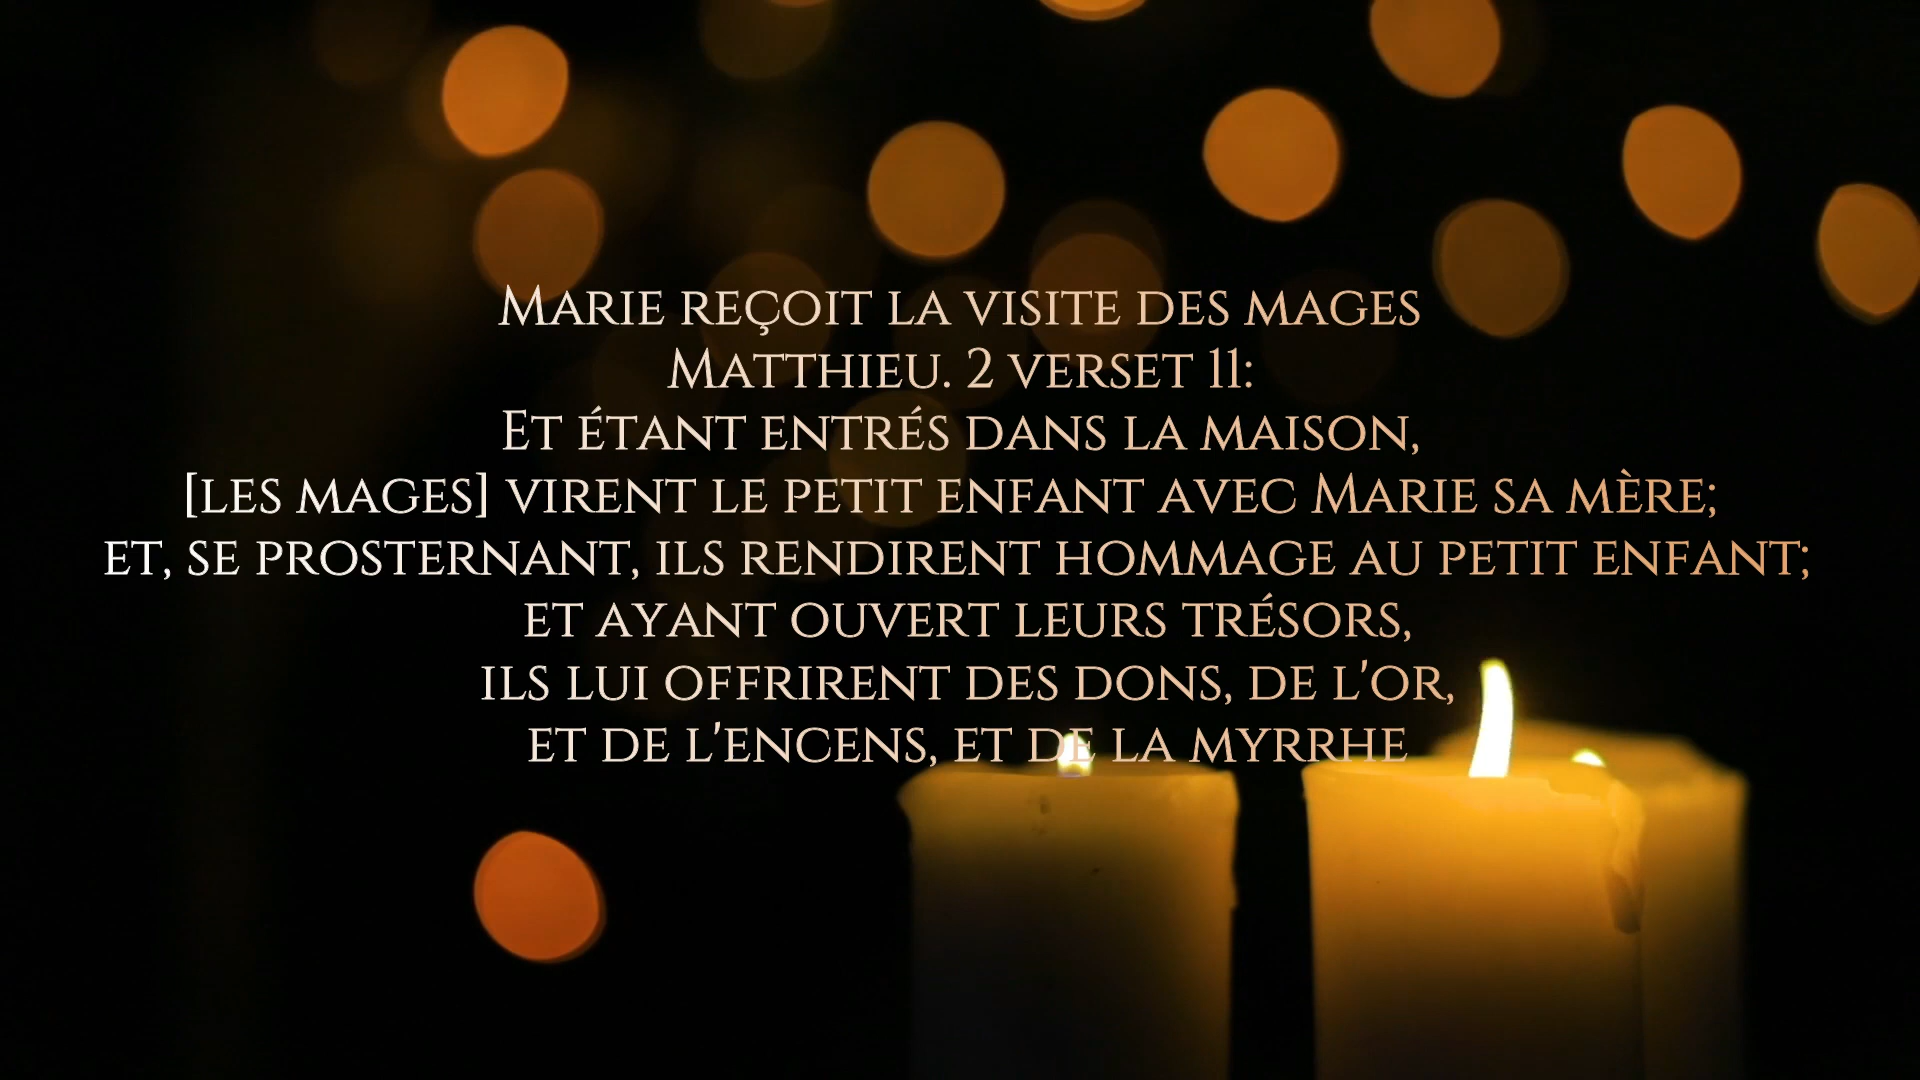 Marie reçoit la visite des mages
Matthieu. 2 verset 11:
Et étant entrés dans la maison,
[les mages] virent le petit enfant avec Marie sa mère;
et, se prosternant, ils rendirent hommage au petit enfant;
et ayant ouvert leurs trésors,
ils lui offrirent des dons, de l'or,
et de l'encens, et de la myrrhe